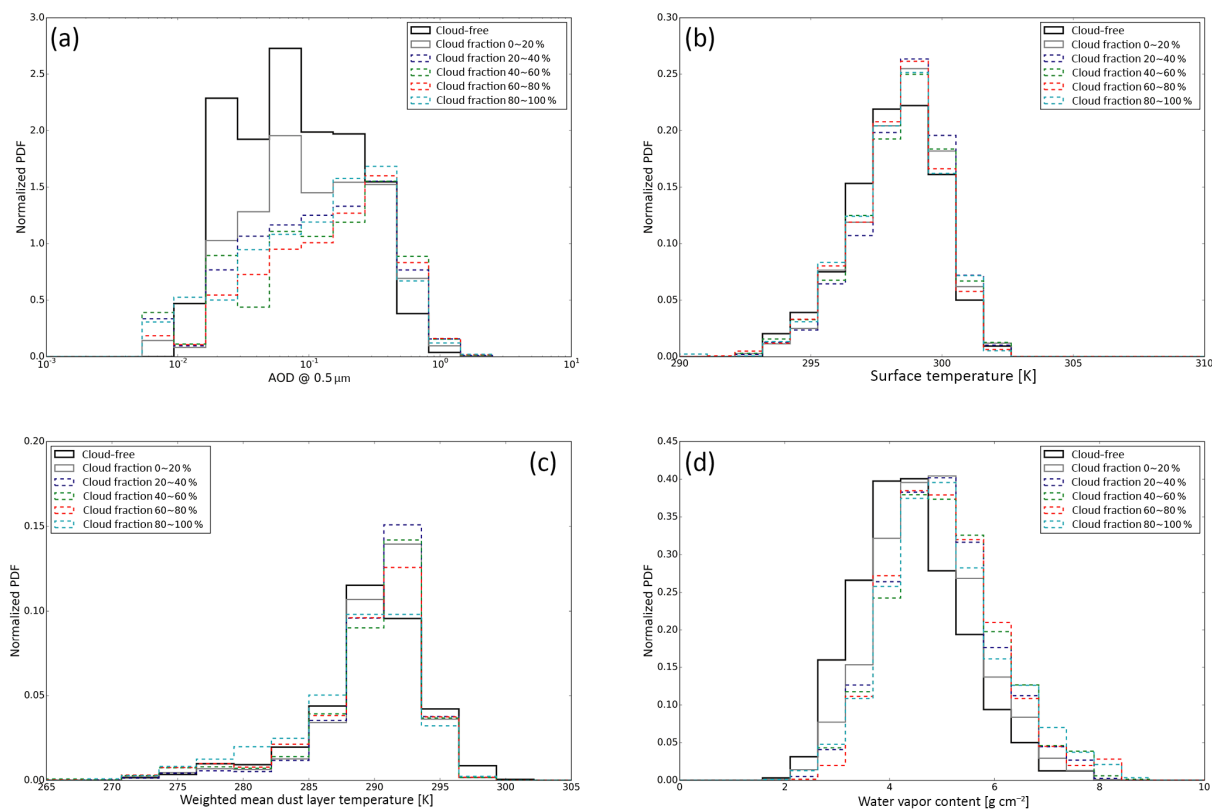 (a)
3.0
2.5
2.0
1.5
1.0
0.5
0.0
Normalized PDF
Cloud-free
Cloud fraction 0~20 %
Cloud fraction 20~40 %
Cloud fraction 40~60 %
Cloud fraction 60~80 %
Cloud fraction 80~100 %
10⁻³ 10⁻² 10⁻¹ 10⁰ 10¹
AOD @ 0.5 µm
(b)
0.30
0.25
0.20
0.15
0.10
0.05
0.00
Normalized PDF
Cloud-free
Cloud fraction 0~20 %
Cloud fraction 20~40 %
Cloud fraction 40~60 %
Cloud fraction 60~80 %
Cloud fraction 80~100 %
290 295 300 305 310
Surface temperature [K]
0.20
0.15
0.10
0.05
0.00
Normalized PDF
Cloud-free
Cloud fraction 0~20 %
Cloud fraction 20~40 %
Cloud fraction 40~60 %
Cloud fraction 60~80 %
Cloud fraction 80~100 %
(c)
265 270 275 280 285 290 295 300 305
Weighted mean dust layer temperature [K]
(d)
0.45
0.40
0.35
0.30
0.25
0.20
0.15
0.10
0.05
0.00
Normalized PDF
Cloud-free
Cloud fraction 0~20 %
Cloud fraction 20~40 %
Cloud fraction 40~60 %
Cloud fraction 60~80 %
Cloud fraction 80~100 %
0 2 4 6 8 10
Water vapor content [g cm⁻²]